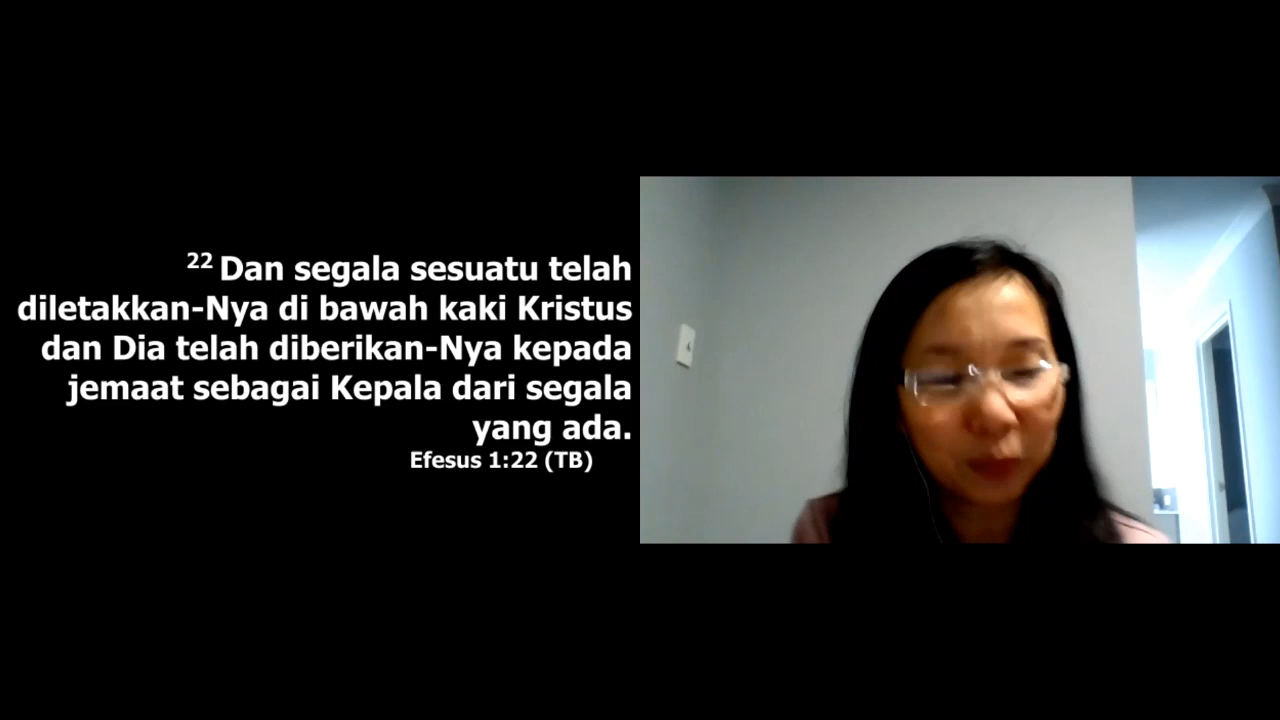 22 Dan segala sesuatu telah
diletakkan-Nya di bawah kaki Kristus
dan Dia telah diberikan-Nya kepada
jemaat sebagai Kepala dari segala
yang ada.
Efesus 1:22 (TB)